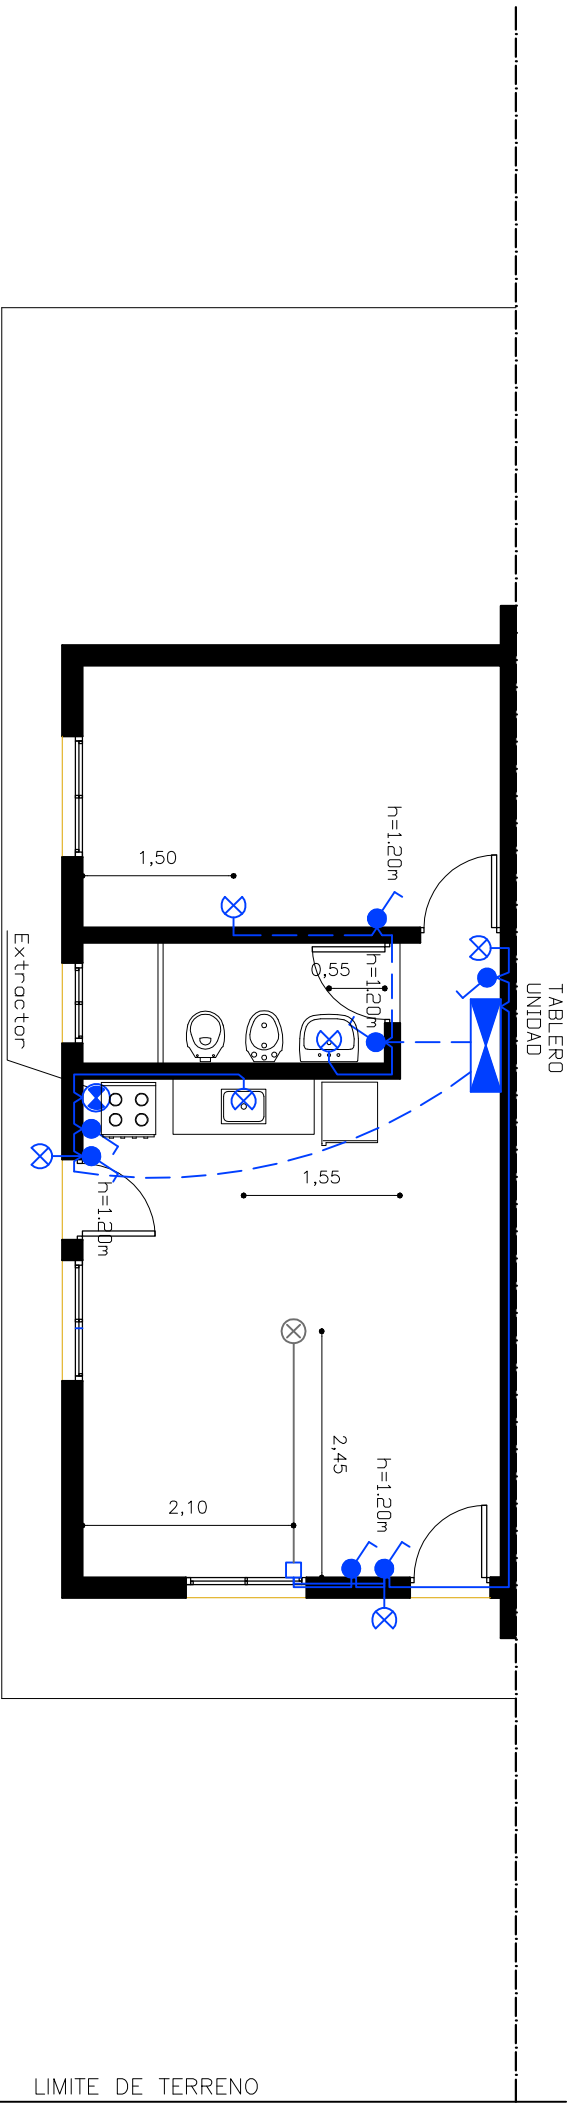 h=1.20m
1,50
Extractor
0,55
h=1.20m
TABLERO
UNIDAD
1,55
h=1.20m
2,45
h=1.20m
2,10
LIMITE DE TERRENO